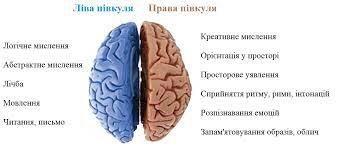 Ліва півкуля
Права півкуля
Логічне мислення
Абстрактне мислення
Лічба
Мовлення
Читання, письмо
Креативне мислення
Орієнтація у просторі
Просторове уявлення
Сприйняття ритму, рими, інтонацій
Розпізнавання емоцій
Запам'ятовування образів, облич